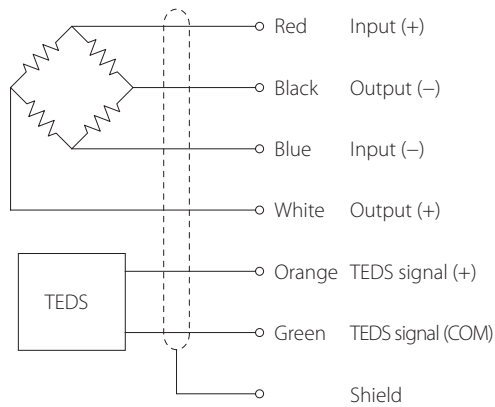 Red Input (+)
Black Output (−)
Blue Input (−)
White Output (+)
Orange TEDS signal (+)
TEDS
Green TEDS signal (COM)
Shield